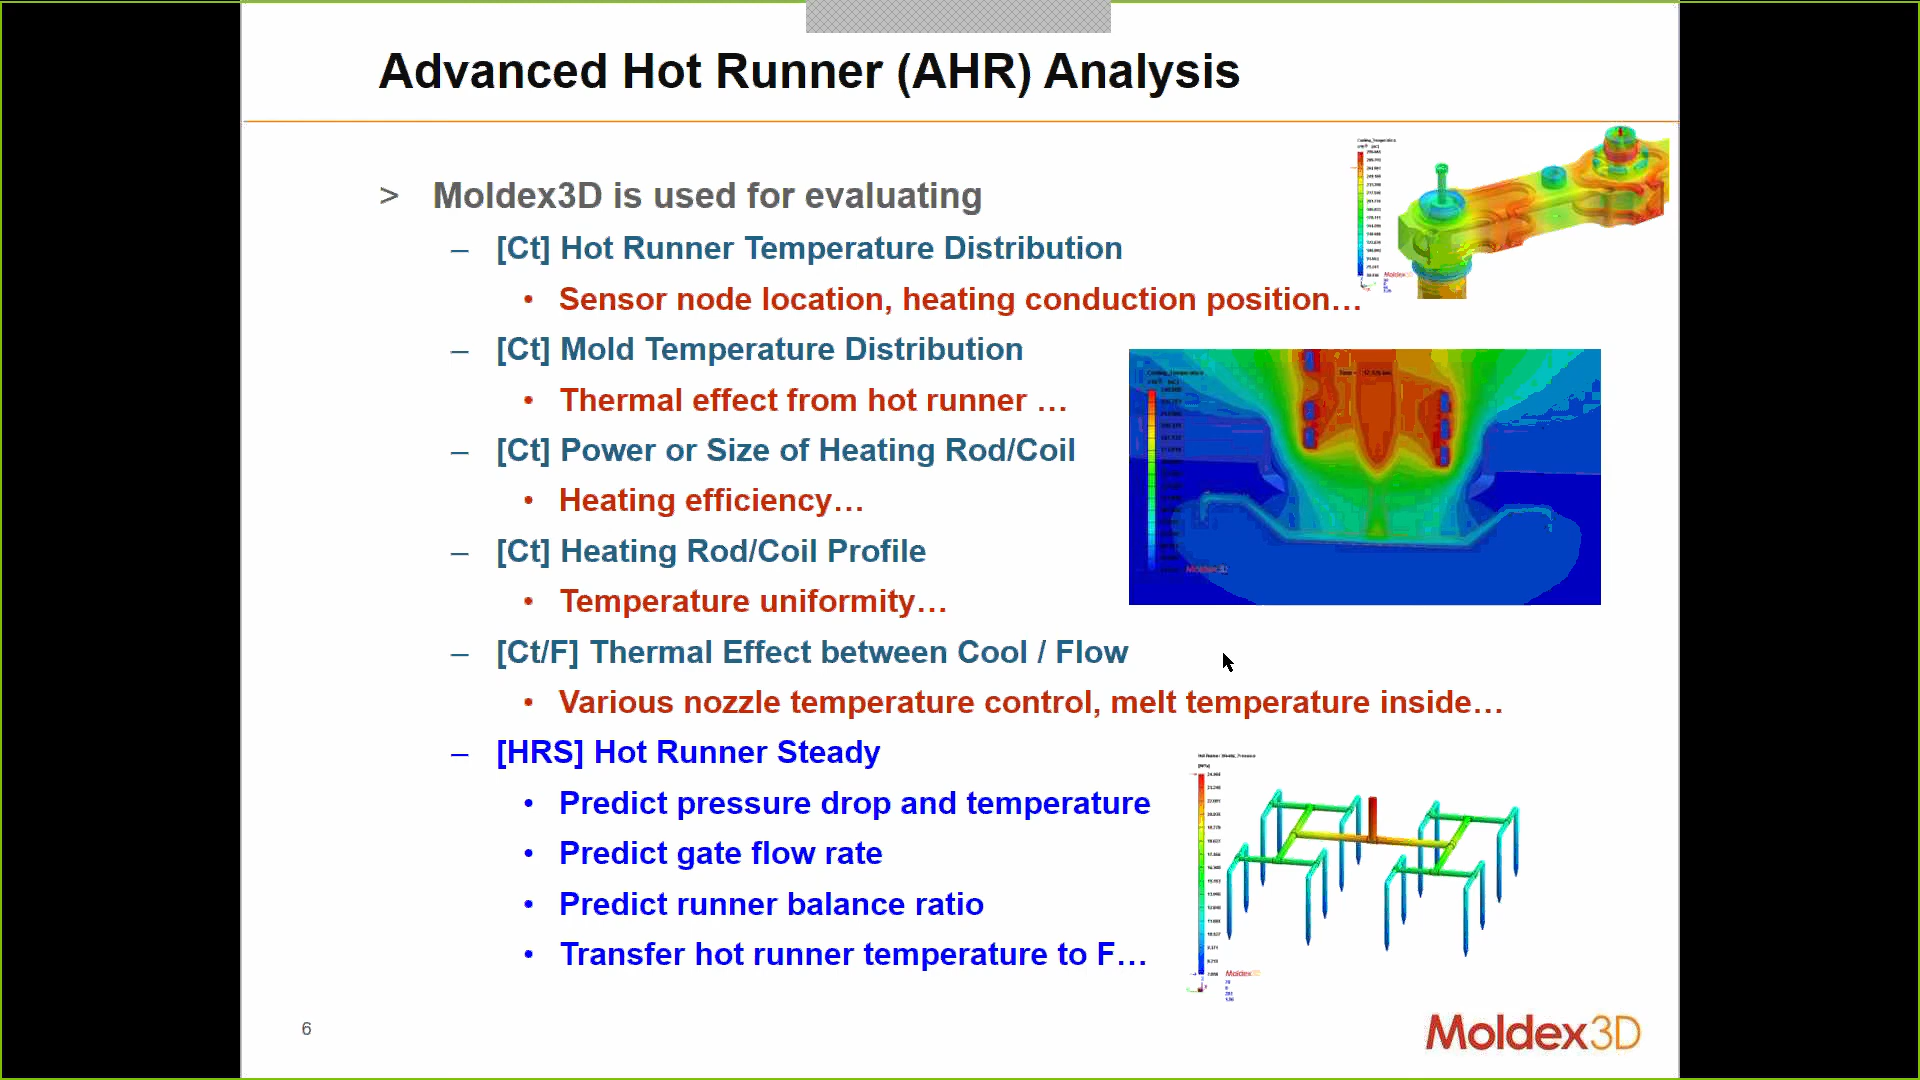 Advanced Hot Runner (AHR) Analysis
> Moldex3D is used for evaluating
– [Ct] Hot Runner Temperature Distribution
• Sensor node location, heating conduction position…
– [Ct] Mold Temperature Distribution
• Thermal effect from hot runner …
– [Ct] Power or Size of Heating Rod/Coil
• Heating efficiency…
– [Ct] Heating Rod/Coil Profile
• Temperature uniformity…
– [Ct/F] Thermal Effect between Cool / Flow
• Various nozzle temperature control, melt temperature inside…
– [HRS] Hot Runner Steady
• Predict pressure drop and temperature
• Predict gate flow rate
• Predict runner balance ratio
• Transfer hot runner temperature to F…
6
Moldex3D